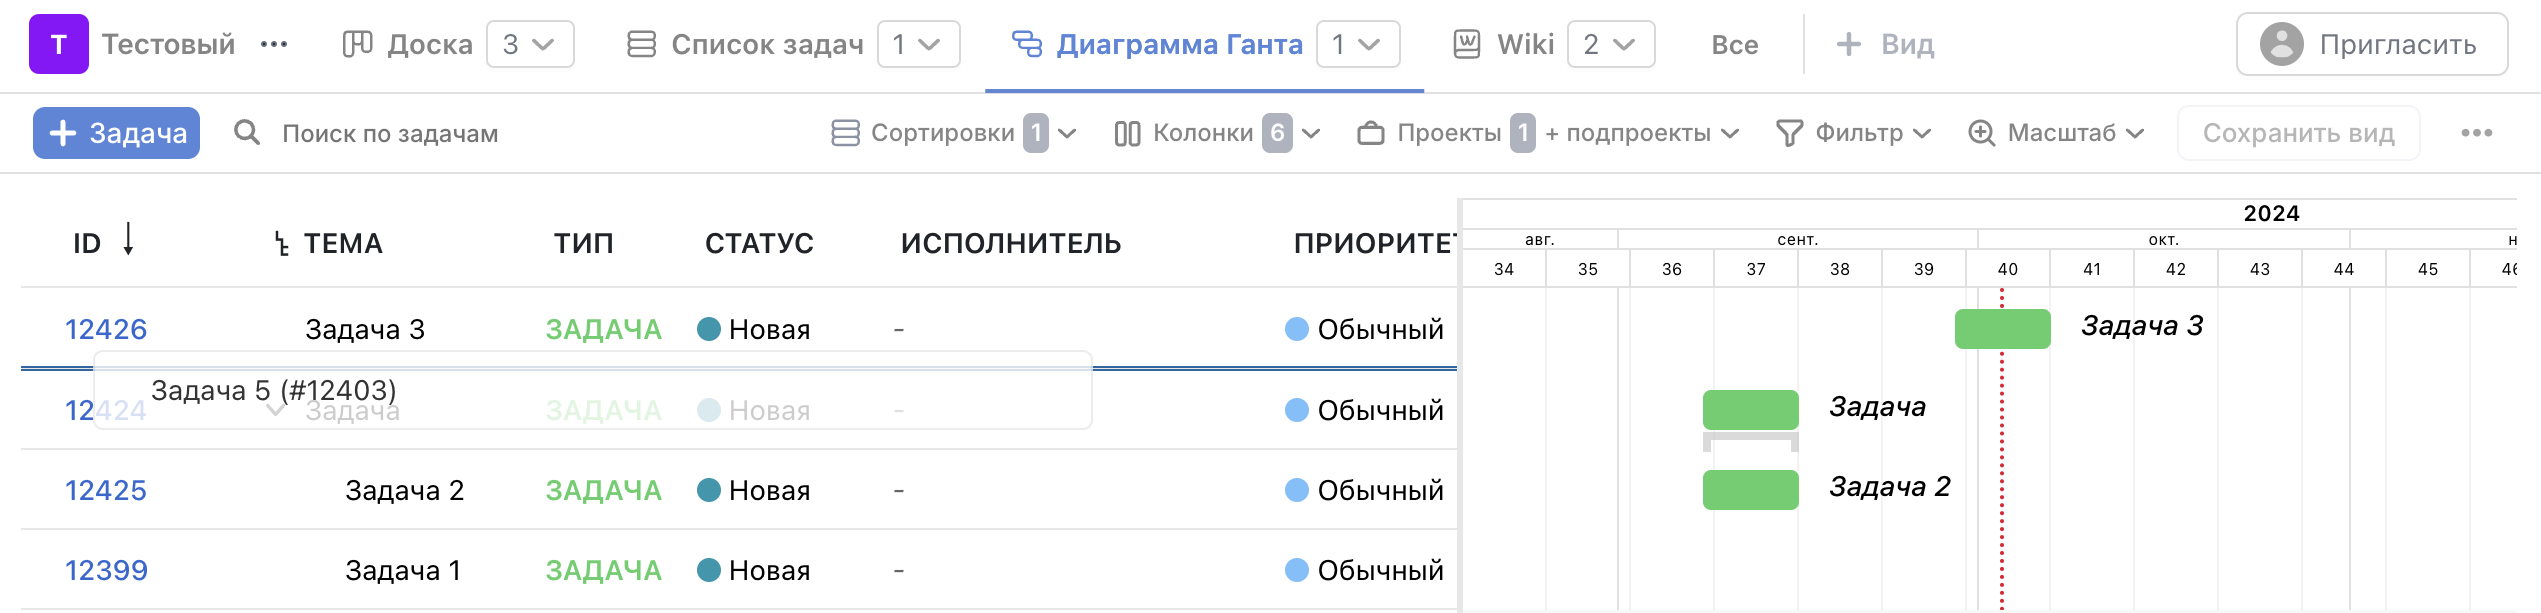 Т Тестовый ••• Доска 3 Список задач 1 Диаграмма Ганта 1 Wiki 2 Все + Вид Пригласить
+ Задача Поиск по задачам Сортировки 1 Колонки 6 Проекты 1 + подпроекты Фильтр Масштаб Сохранить вид •••
2024
авг. сент. окт. н
ID ↓ ТЕМА ТИП СТАТУС ИСПОЛНИТЕЛЬ ПРИОРИТЕТ
34 35 36 37 38 39 40 41 42 43 44 45 46
12426 Задача 3 ЗАДАЧА Новая - Обычный Задача 3
Задача 5 (#12403)
12424 Задача ЗАДАЧА Новая - Обычный Задача
12425 Задача 2 ЗАДАЧА Новая - Обычный Задача 2
12399 Задача 1 ЗАДАЧА Новая - Обычный